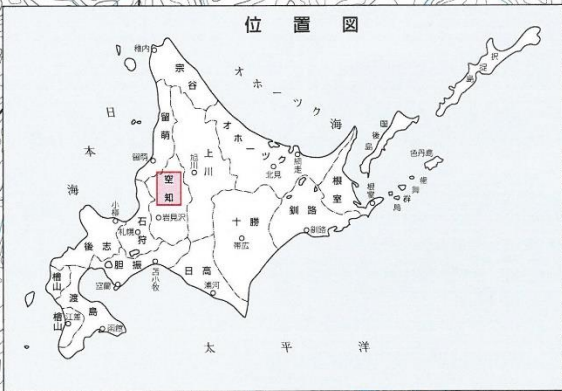 位置図
稚内
宗谷
オホーツク海
択捉島
日本海
留萌
上川
オホーツク
国後島
色丹島
歯舞群島
留萌
旭川
網走
北見
根室
根室
空知
岩見沢
釧路
釧路
十勝
帯広
小樽
石狩
札幌
後志
胆振
苫小牧
日高
浦河
室蘭
檜山
渡島
檜山
江差
函館
太平洋